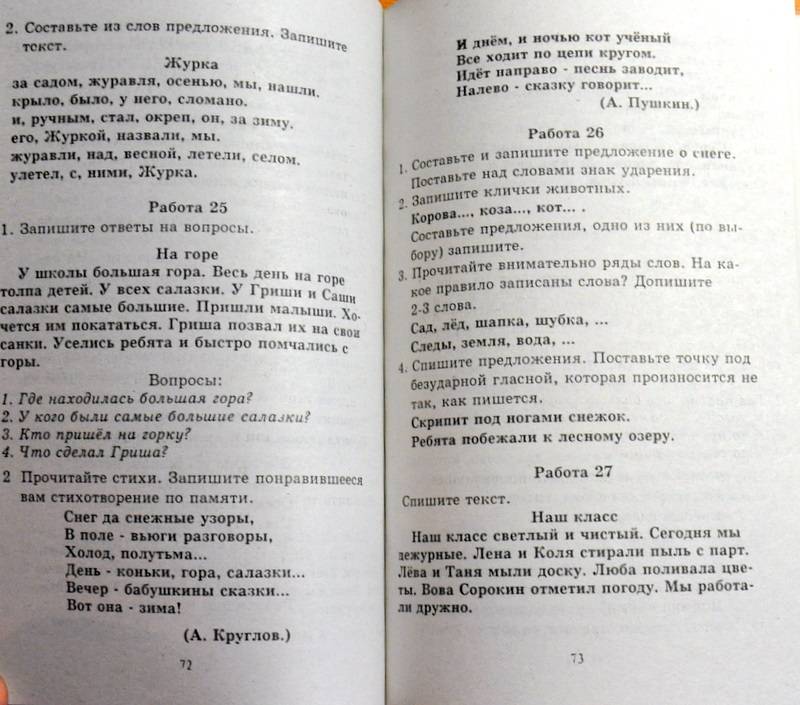 2. Составьте из слов предложения. Запишите
текст.
Журка
за садом, журавля, осенью, мы, нашли.
крыло, было, у него, сломано.
и, ручным, стал, окреп, он, за зиму.
его, Журкой, назвали, мы.
журавли, над, весной, летели, селом.
улетел, с, ними, Журка.
Работа 25
1. Запишите ответы на вопросы.
На горе
У школы большая гора. Весь день на горе
толпа детей. У всех салазки. У Гриши и Саши
салазки самые большие. Пришли малыши. Хо-
чется им покататься. Гриша позвал их на свои
санки. Уселись ребята и быстро помчались с
горы.
Вопросы:
1. Где находилась большая гора?
2. У кого были самые большие салазки?
3. Кто пришёл на горку?
4. Что сделал Гриша?
2 Прочитайте стихи. Запишите понравившееся
вам стихотворение по памяти.
Снег да снежные узоры,
В поле - вьюги разговоры,
Холод, полутьма...
День - коньки, гора, салазки...
Вечер - бабушкины сказки...
Вот она - зима!
(А. Круглов.)
72
И днём, и ночью кот учёный
Все ходит по цепи кругом.
Идёт направо - песнь заводит,
Налево - сказку говорит...
(А. Пушкин.)
Работа 26
1. Составьте и запишите предложение о снеге.
Поставьте над словами знак ударения.
2. Запишите клички животных.
Корова..., коза..., кот... .
Составьте предложения, одно из них (по вы-
бору) запишите.
3. Прочитайте внимательно ряды слов. На ка-
кое правило записаны слова? Допишите
2-3 слова.
Сад, лёд, шапка, шубка, ...
Следы, земля, вода, ...
4. Спишите предложения. Поставьте точку под
безударной гласной, которая произносится не
так, как пишется.
Скрипит под ногами снежок.
Ребята побежали к лесному озеру.
Работа 27
Спишите текст.
Наш класс
Наш класс светлый и чистый. Сегодня мы
дежурные. Лена и Коля стирали пыль с парт.
Лёва и Таня мыли доску. Люба поливала цве-
ты. Вова Сорокин отметил погоду. Мы работа-
ли дружно.
73